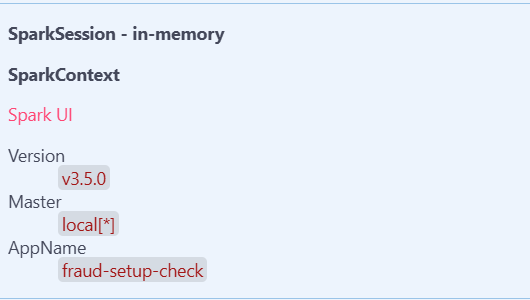 SparkSession - in-memory
SparkContext
Spark UI
Version
v3.5.0
Master
local[*]
AppName
fraud-setup-check